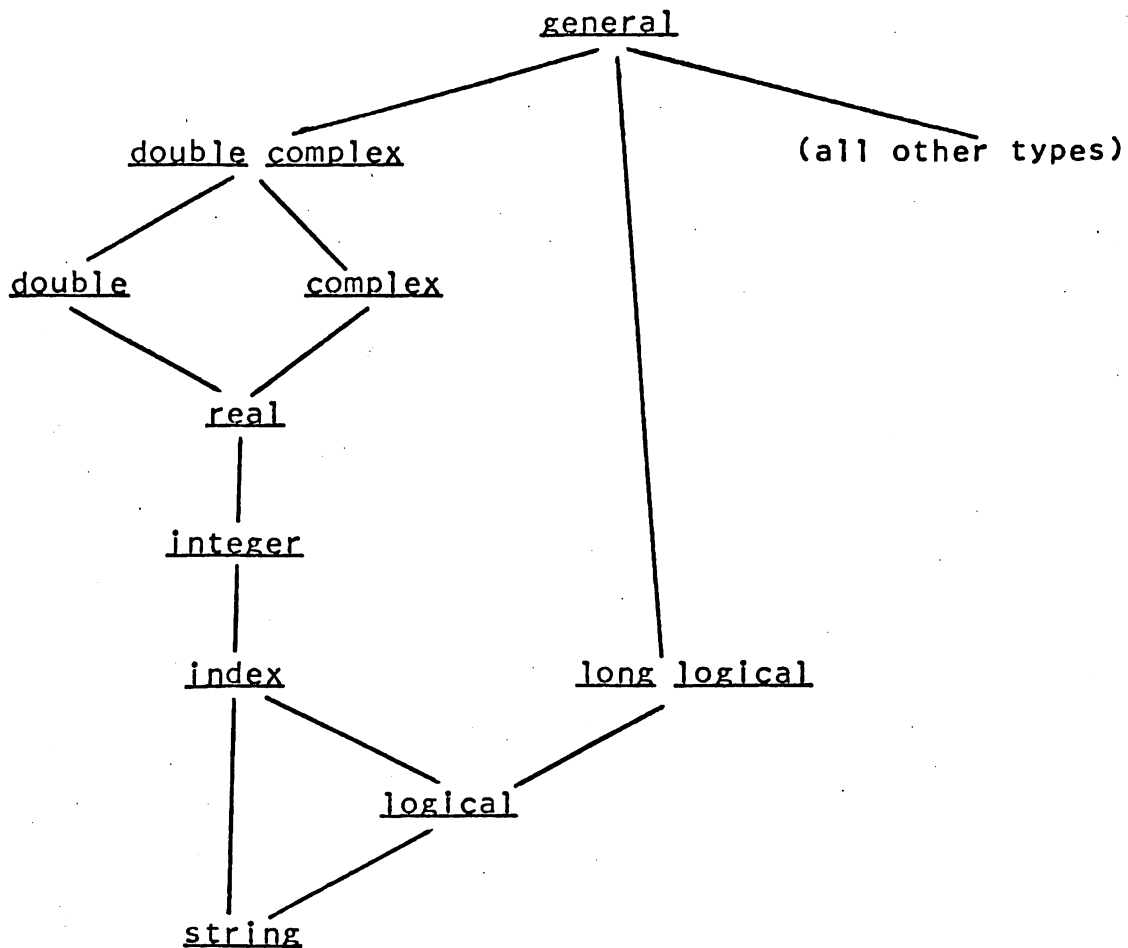 general
double complex
(all other types)
double
complex
real
integer
index
long logical
logical
string